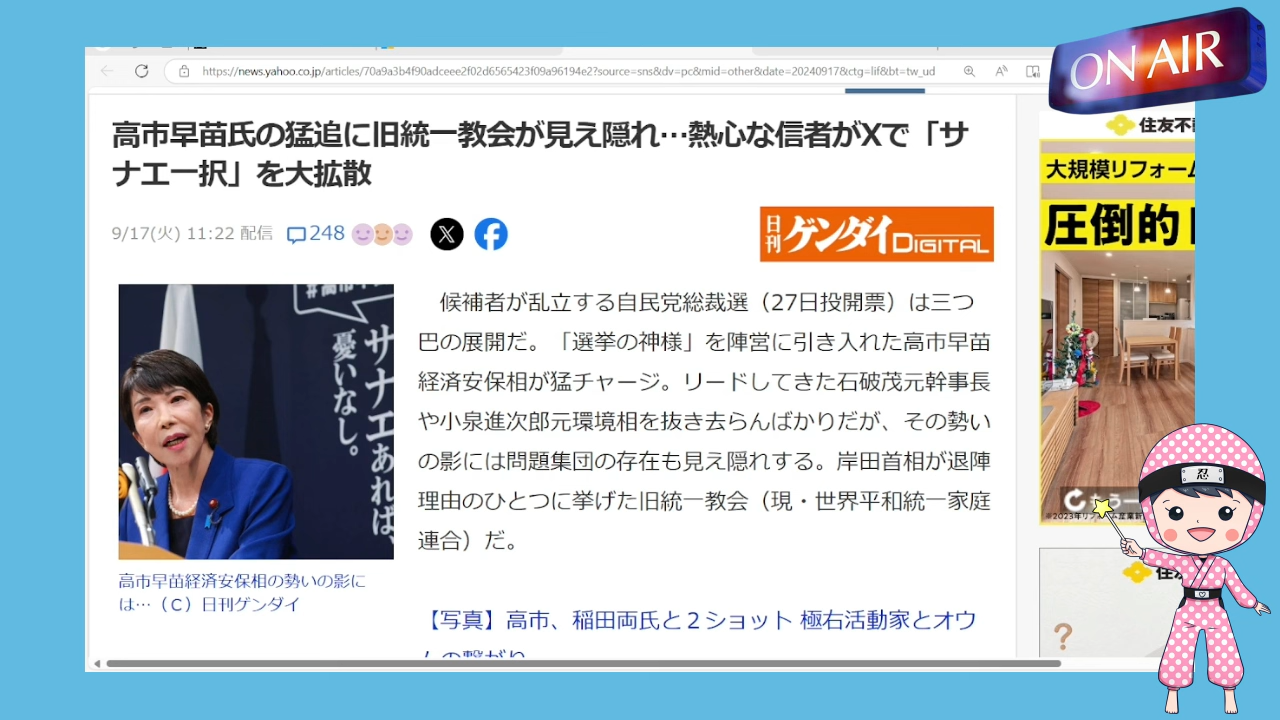 https://news.yahoo.co.jp/articles/70a9a3b4f90adceee2f02d6565423f09a96194e2?source=sns&dv=pc&mid=other&date=20240917&ctg=lif&bt=tw_ud
ON AIR
高市早苗氏の猛追に旧統一教会が見え隠れ…熱心な信者がXで「サ
ナエ一択」を大拡散
9/17(火) 11:22 配信
248
日刊ゲンダイDIGITAL
サナエあれば、
憂いなし。
高市早苗経済安保相の勢いの影に
は…（C）日刊ゲンダイ
候補者が乱立する自民党総裁選（27日投開票）は三つ
巴の展開だ。「選挙の神様」を陣営に引き入れた高市早苗
経済安保相が猛チャージ。リードしてきた石破茂元幹事長
や小泉進次郎元環境相を抜き去らんばかりだが、その勢い
の影には問題集団の存在も見え隠れする。岸田首相が退陣
理由のひとつに挙げた旧統一教会（現・世界平和統一家庭
連合）だ。
【写真】高市、稲田両氏と２ショット 極右活動家とオウ
ムの繋がり
住友不
大規模リフォーム
圧倒的
住
?
忍